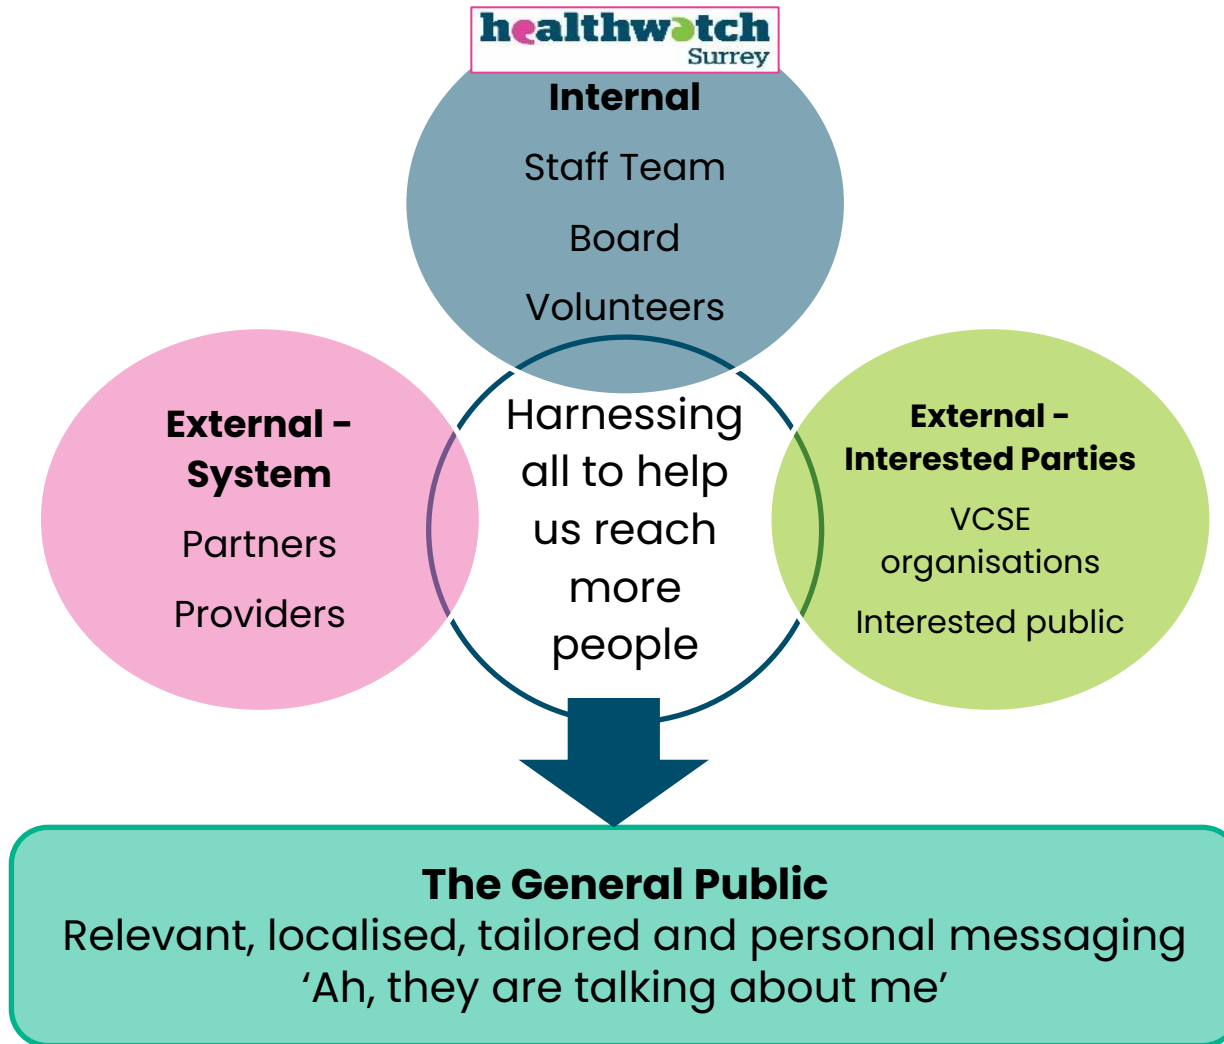 healthwatch
Surrey
Internal
Staff Team
Board
Volunteers
External -
System
Partners
Providers
Harnessing
all to help
us reach
more
people
External -
Interested Parties
VCSE
organisations
Interested public
The General Public
Relevant, localised, tailored and personal messaging
‘Ah, they are talking about me’